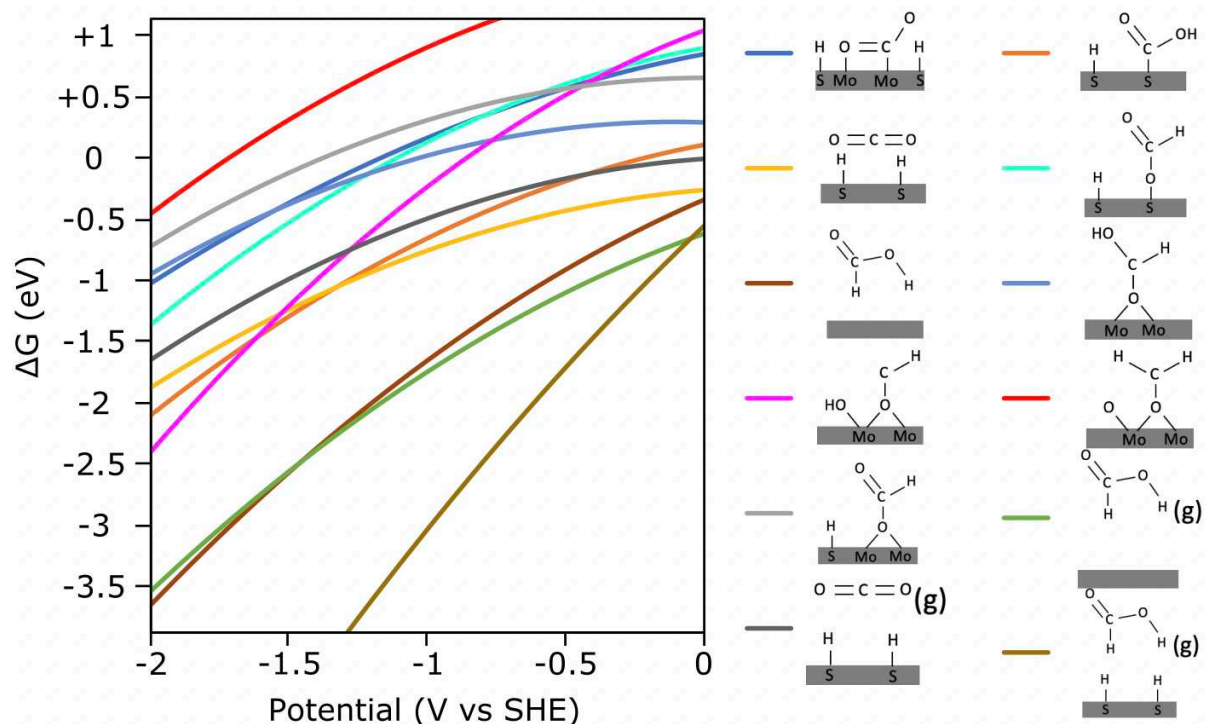 +1
+0.5
0
-0.5
-1
-1.5
-2
-2.5
-3
-3.5
ΔG (eV)
-2 -1.5 -1 -0.5 0
Potential (V vs SHE)
H O C O H
S Mo Mo S
O C O
H H
S S
O
C O
H H
H
C
HO O
Mo Mo
O
C H
H O
S Mo Mo
O C O (g)
H H
S S
O
H C OH
S S
O
C H
H O
S S
HO H
C
O
Mo Mo
H H
C
O O
Mo Mo
O
C O
H H (g)
O
C O
H H (g)
H H
S S